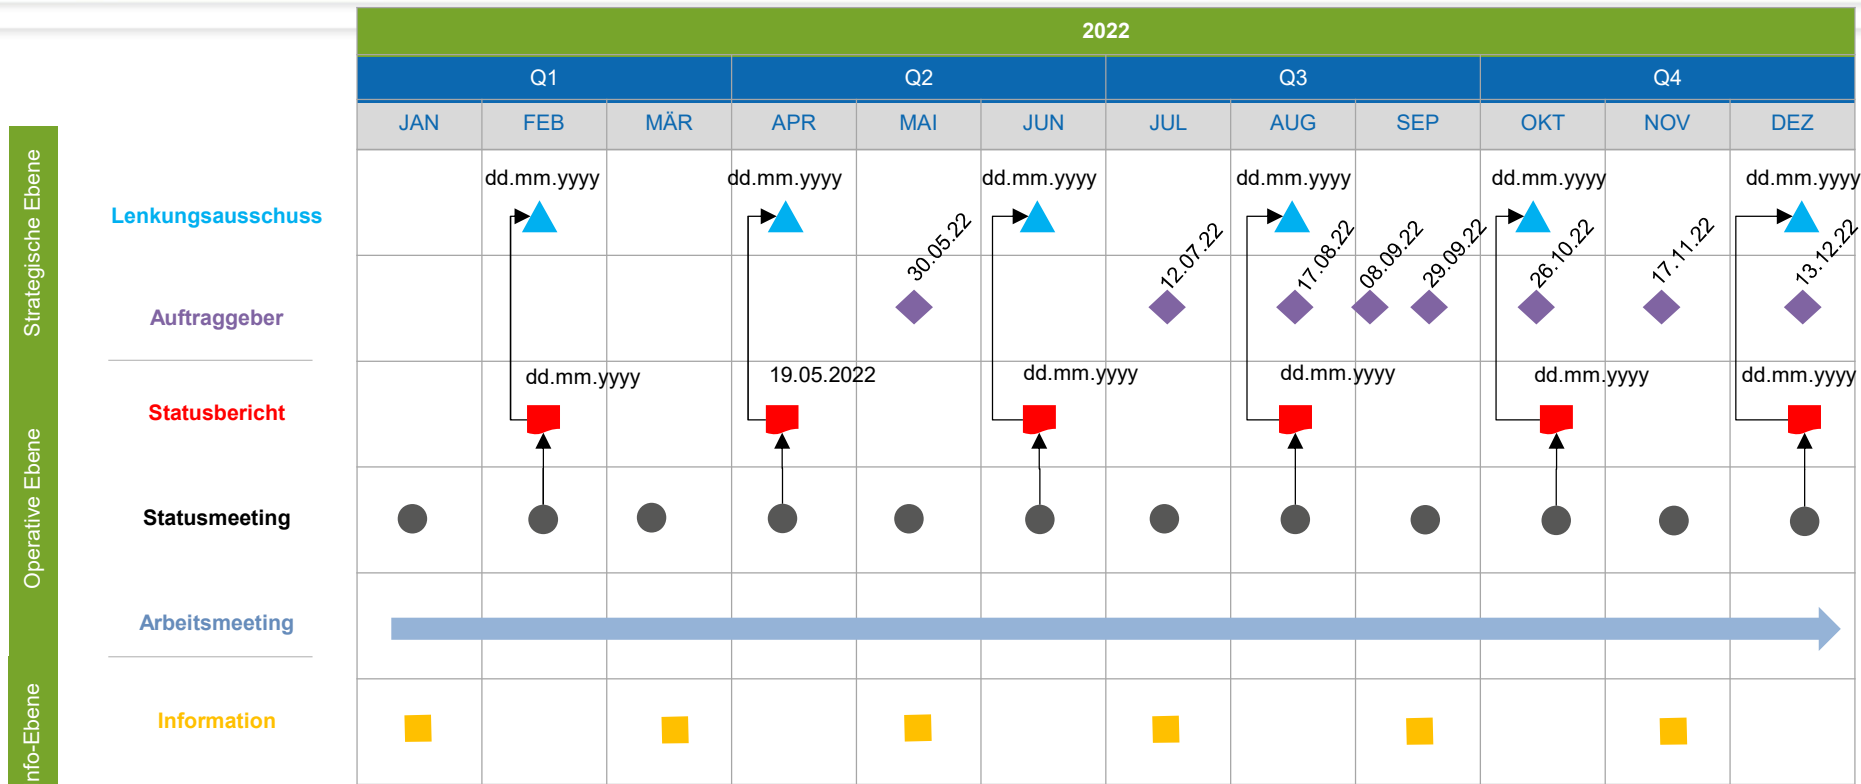 2022
Q1 Q2 Q3 Q4
JAN FEB MÄR APR MAI JUN JUL AUG SEP OKT NOV DEZ
Strategische Ebene
dd.mm.yyyy dd.mm.yyyy dd.mm.yyyy dd.mm.yyyy dd.mm.yyyy dd.mm.yyyy
Lenkungsausschuss
30.05.22 12.07.22 17.08.22 08.09.22 29.09.22 26.10.22 17.11.22 13.12.22
Auftraggeber
Operative Ebene
dd.mm.yyyy 19.05.2022 dd.mm.yyyy dd.mm.yyyy dd.mm.yyyy dd.mm.yyyy
Statusbericht
Statusmeeting
Arbeitsmeeting
nfo-Ebene
Information